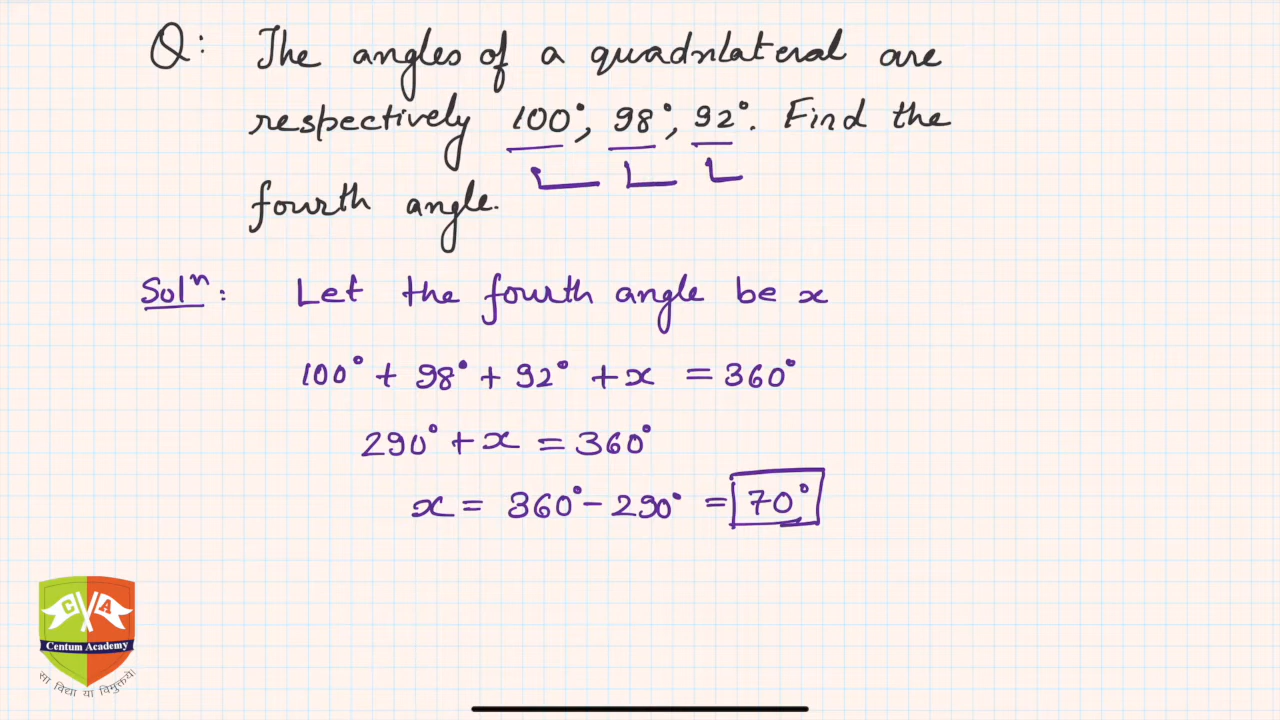 Q: The angles of a quadrilateral are
respectively 100°, 98°, 92°. Find the
fourth angle.
Solⁿ: Let the fourth angle be x
100° + 98° + 92° + x = 360°
290° + x = 360°
x = 360° - 290° = 70°
C A
Centum Academy
सा विद्या या विमुक्तये।